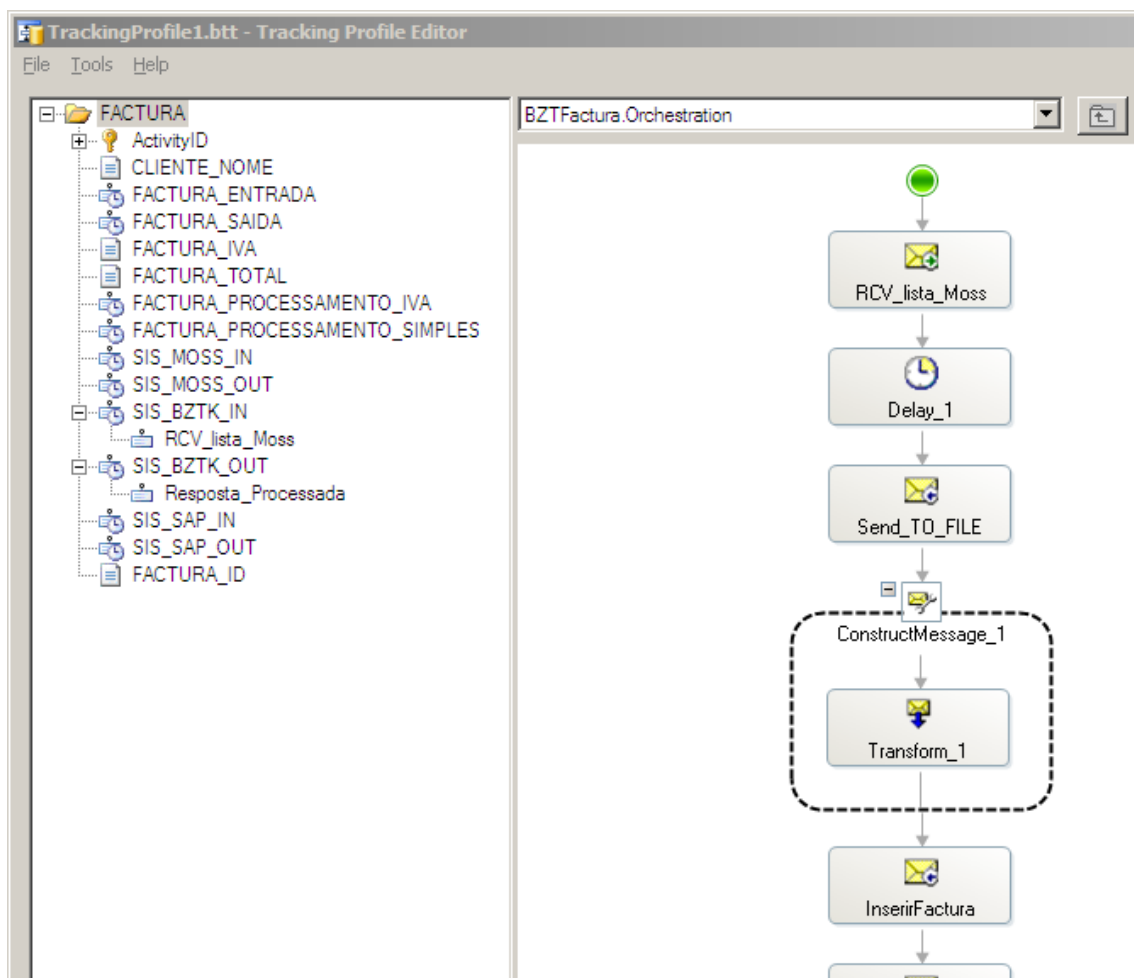 TrackingProfile1.btt - Tracking Profile Editor
File Tools Help
FACTURA
ActivityID
CLIENTE_NOME
FACTURA_ENTRADA
FACTURA_SAIDA
FACTURA_IVA
FACTURA_TOTAL
FACTURA_PROCESSAMENTO_IVA
FACTURA_PROCESSAMENTO_SIMPLES
SIS_MOSS_IN
SIS_MOSS_OUT
SIS_BZTK_IN
RCV_lista_Moss
SIS_BZTK_OUT
Resposta_Processada
SIS_SAP_IN
SIS_SAP_OUT
FACTURA_ID
BZTFactura.Orchestration
RCV_lista_Moss
Delay_1
Send_TO_FILE
ConstructMessage_1
Transform_1
InserirFactura